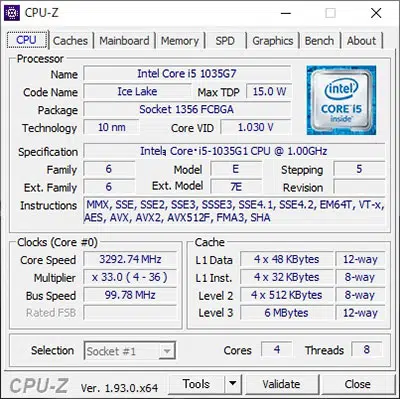 CPU-Z
CPU Caches Mainboard Memory SPD Graphics Bench About
Processor
Name Intel Core i5 1035G7
Code Name Ice Lake Max TDP 15.0 W
Package Socket 1356 FCBGA
Technology 10 nm Core VID 1.030 V
intel
CORE i5
inside™
Specification Intel® Core™ i5-1035G1 CPU @ 1.00GHz
Family 6 Model E Stepping 5
Ext. Family 6 Ext. Model 7E Revision
Instructions MMX, SSE, SSE2, SSE3, SSSE3, SSE4.1, SSE4.2, EM64T, VT-x,
AES, AVX, AVX2, AVX512F, FMA3, SHA
Clocks (Core #0)
Core Speed 3292.74 MHz
Multiplier x 33.0 ( 4 - 36 )
Bus Speed 99.78 MHz
Rated FSB
Cache
L1 Data 4 x 48 KBytes 12-way
L1 Inst. 4 x 32 KBytes 8-way
Level 2 4 x 512 KBytes 8-way
Level 3 6 MBytes 12-way
Selection Socket #1 Cores 4 Threads 8
CPU-Z Ver. 1.93.0.x64 Tools Validate Close